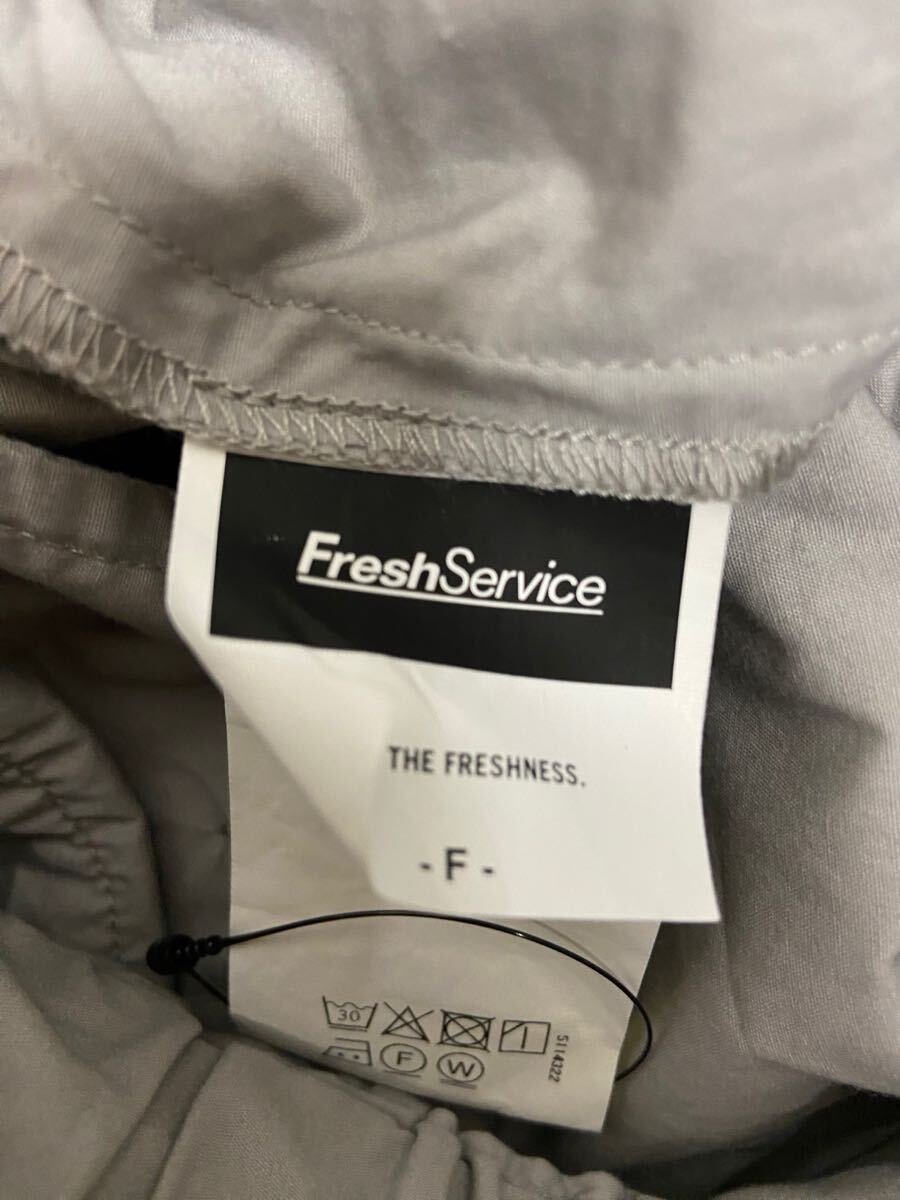 FreshService
THE FRESHNESS.
- F -
30
F W
5114322